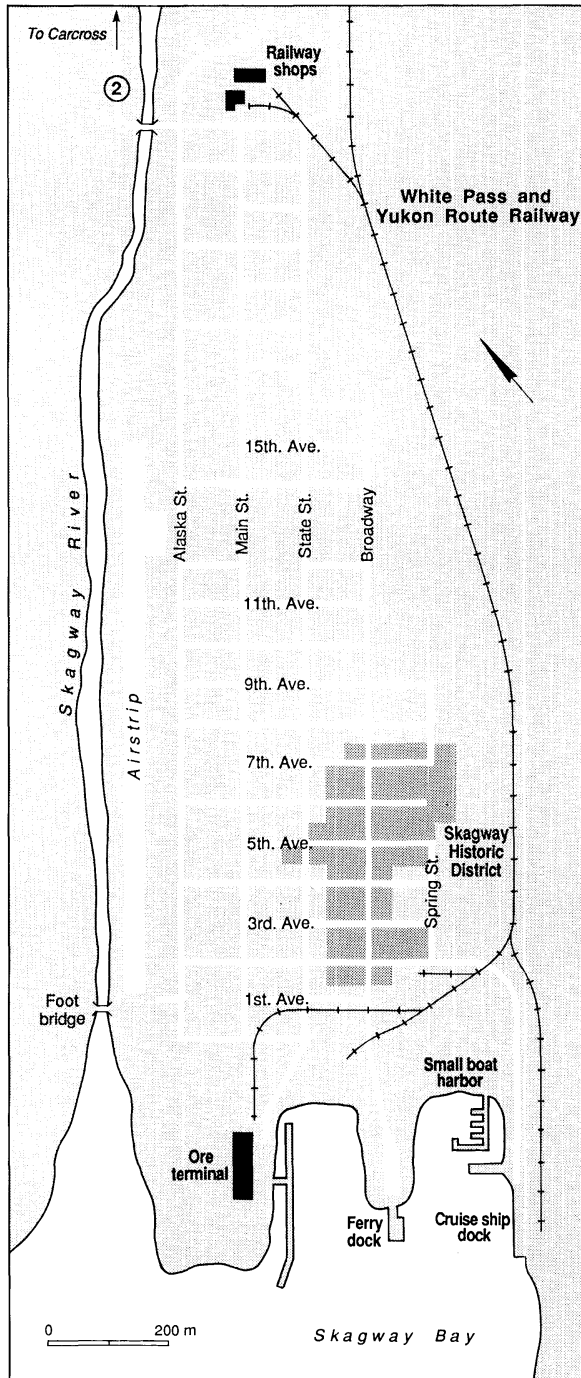 To Carcross
2
Railway
shops
White Pass and
Yukon Route Railway
15th. Ave.
Alaska St.
Main St.
State St.
Broadway
Skagway River
11th. Ave.
9th. Ave.
Airstrip
7th. Ave.
5th. Ave.
Skagway
Historic
District
Spring St.
3rd. Ave.
1st. Ave.
Foot
bridge
Small boat
harbor
Ore
terminal
Ferry
dock
Cruise ship
dock
0 200 m
Skagway Bay